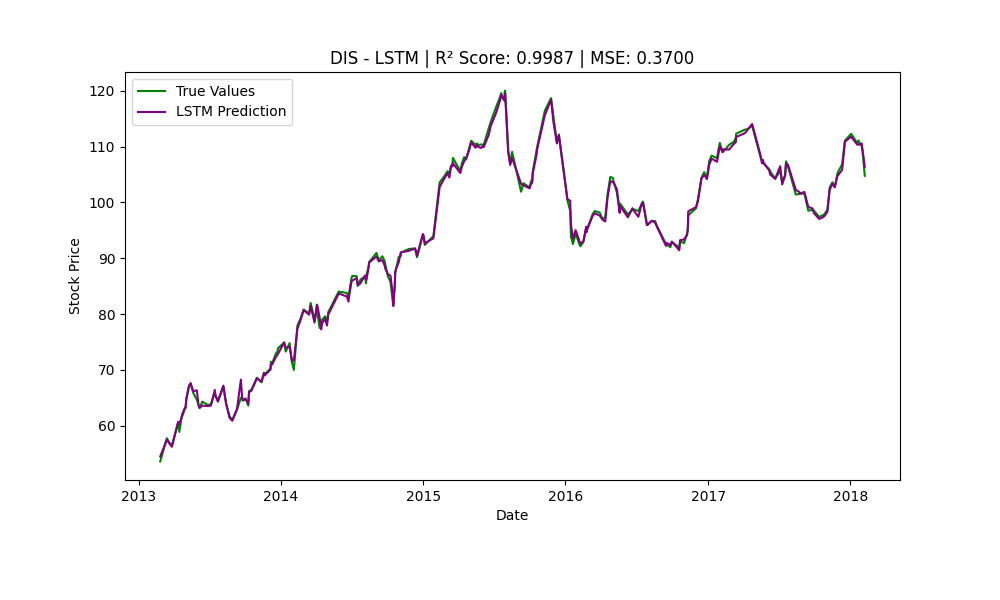 DIS - LSTM | R² Score: 0.9987 | MSE: 0.3700
True Values
LSTM Prediction
120
110
100
90
80
70
60
Stock Price
2013 2014 2015 2016 2017 2018
Date